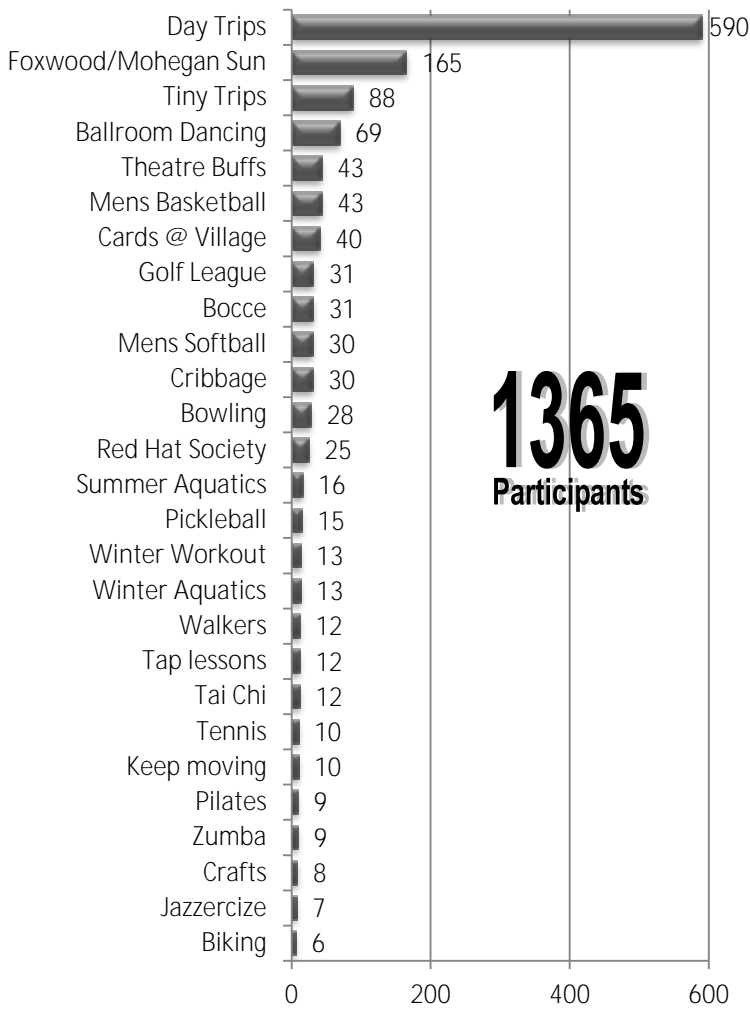 Day Trips 590
Foxwood/Mohegan Sun 165
Tiny Trips 88
Ballroom Dancing 69
Theatre Buffs 43
Mens Basketball 43
Cards @ Village 40
Golf League 31
Bocce 31
Mens Softball 30
Cribbage 30
Bowling 28
Red Hat Society 25
Summer Aquatics 16
Pickleball 15
Winter Workout 13
Winter Aquatics 13
Walkers 12
Tap lessons 12
Tai Chi 12
Tennis 10
Keep moving 10
Pilates 9
Zumba 9
Crafts 8
Jazzercize 7
Biking 6
0 200 400 600
1365
Participants